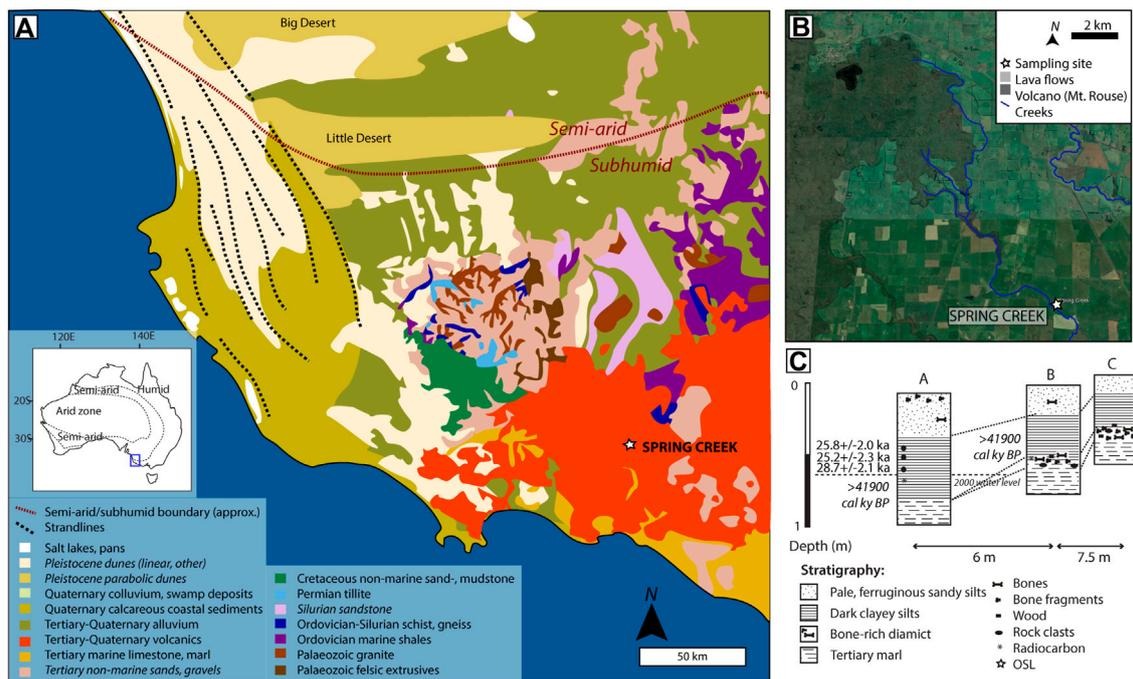 A
Big Desert
Little Desert
Semi-arid
Subhumid
SPRING CREEK
120E
140E
20S
30S
Semi-arid
Humid
Arid zone
Semi-arid
Semi-arid/subhumid boundary (approx.)
Strandlines
Salt lakes, pans
Pleistocene dunes (linear, other)
Pleistocene parabolic dunes
Quaternary colluvium, swamp deposits
Quaternary calcareous coastal sediments
Tertiary-Quaternary alluvium
Tertiary-Quaternary volcanics
Tertiary marine limestone, marl
Tertiary non-marine sands, gravels
Cretaceous non-marine sand-, mudstone
Permian tillite
Silurian sandstone
Ordovician-Silurian schist, gneiss
Ordovician marine shales
Palaeozoic granite
Palaeozoic felsic extrusives
N
50 km
B
N
2 km
Sampling site
Lava flows
Volcano (Mt. Rouse)
Creeks
Spring Creek
SPRING CREEK
C
A
B
C
0
25.8+/-2.0 ka
25.2+/-2.3 ka
28.7+/-2.1 ka
>41900
cal ky BP
>41900
cal ky BP
2000 water level
1
Depth (m)
6 m
7.5 m
Stratigraphy:
Pale, ferruginous sandy silts
Dark clayey silts
Bone-rich diamict
Tertiary marl
Bones
Bone fragments
Wood
Rock clasts
Radiocarbon
OSL